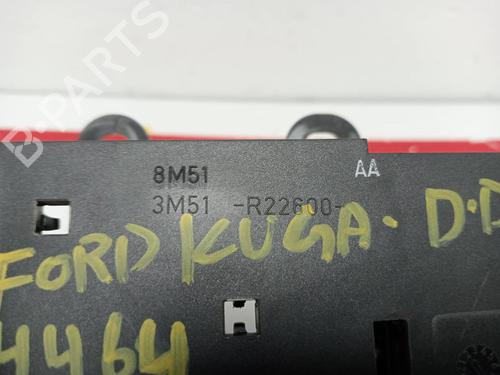 B-PARTS
AA
8M51
3M51 -R22600-
FORD KUGA. D.D
4464